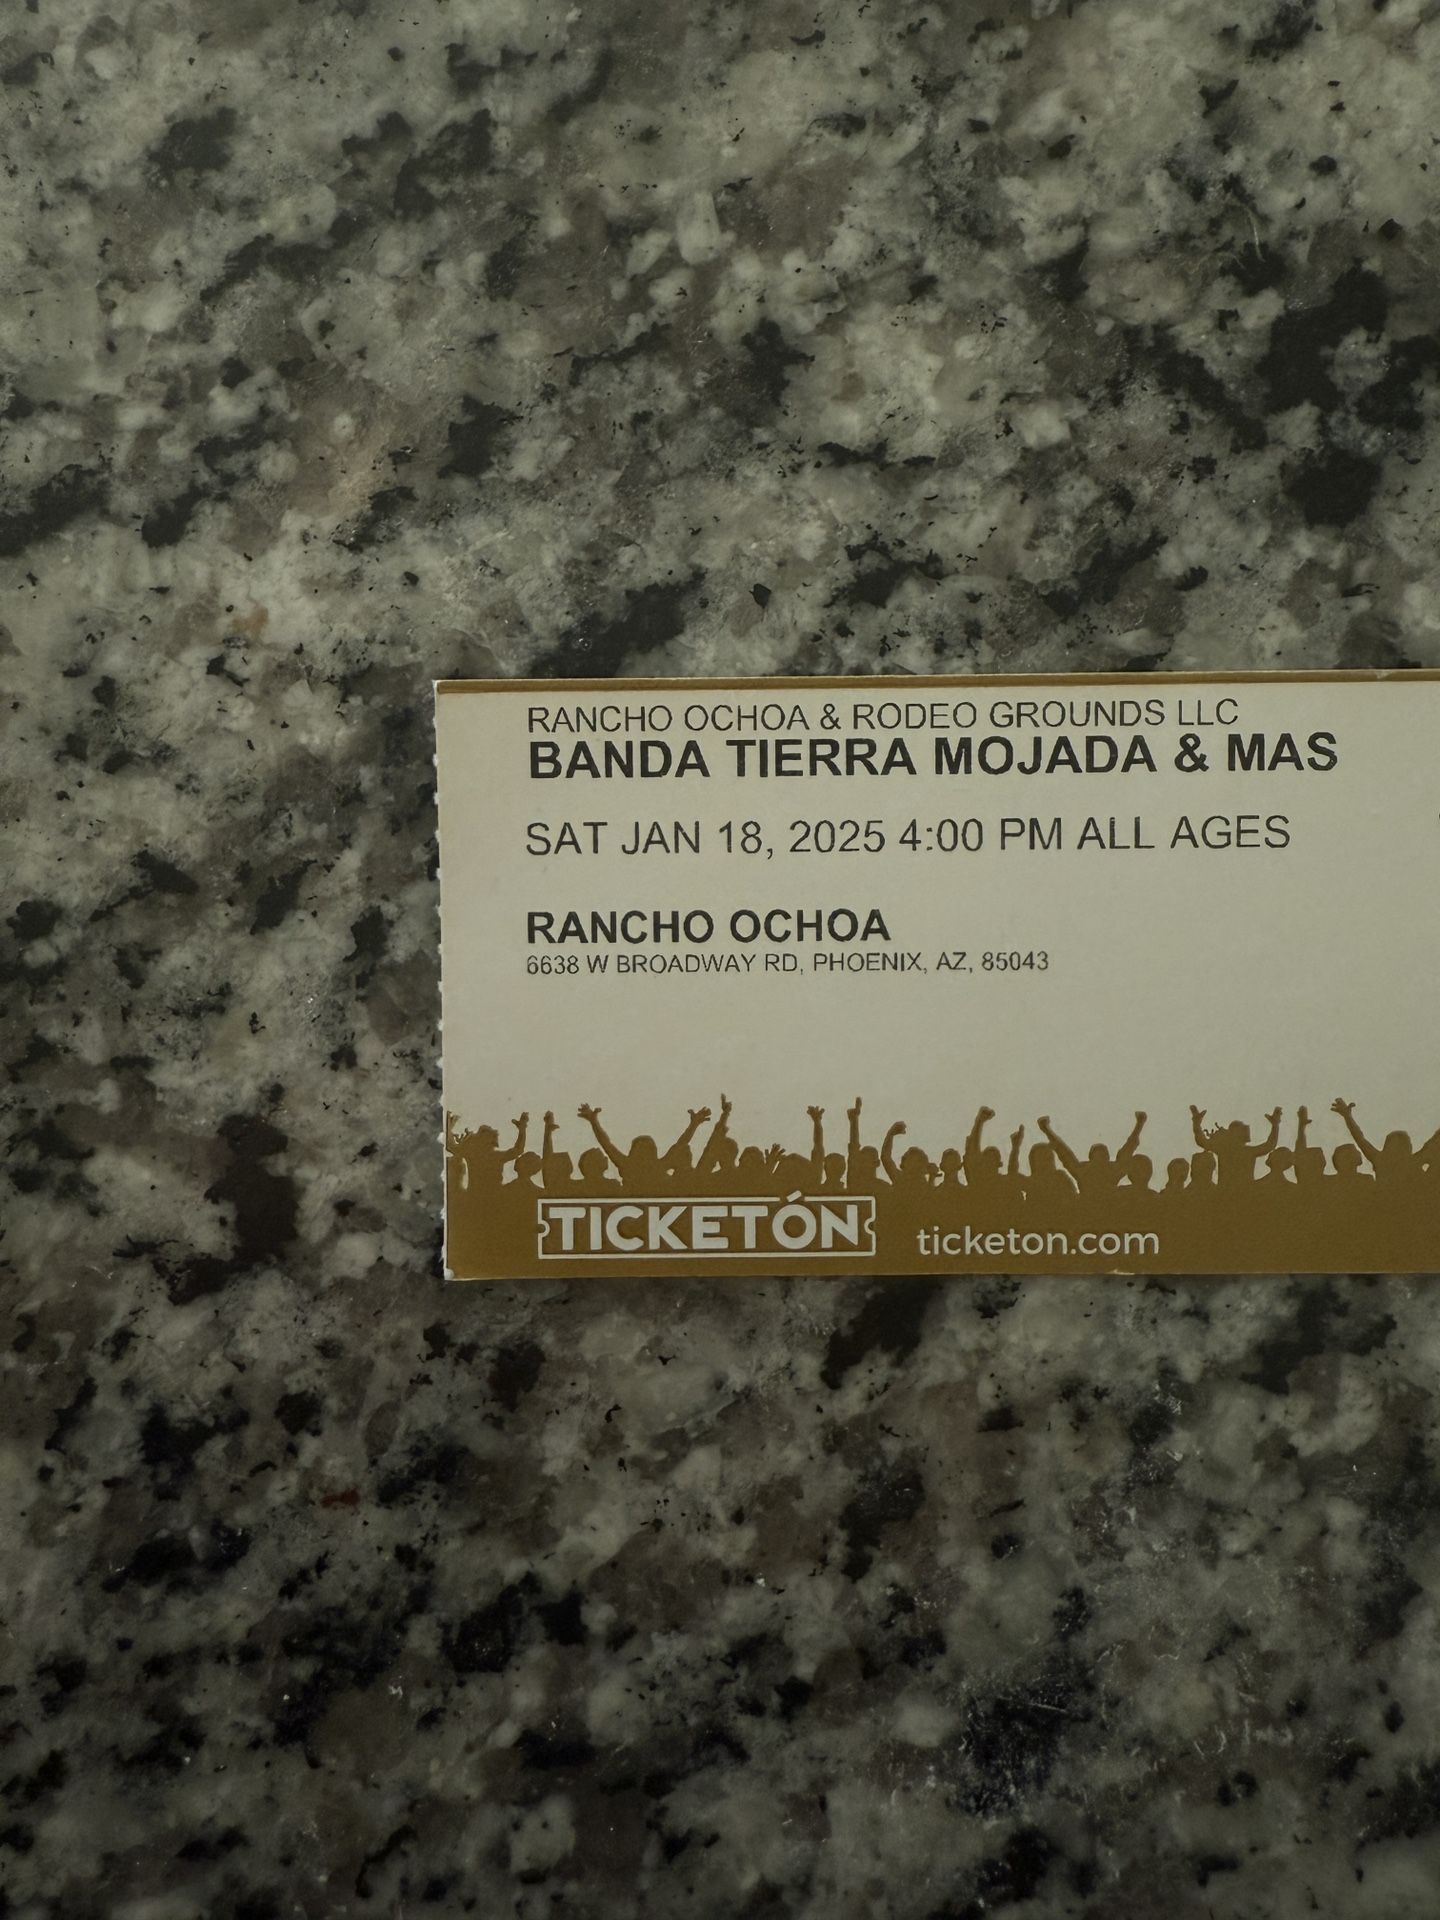 RANCHO OCHOA & RODEO GROUNDS LLC
BANDA TIERRA MOJADA & MAS
SAT JAN 18, 2025 4:00 PM ALL AGES
RANCHO OCHOA
6638 W BROADWAY RD, PHOENIX, AZ, 85043
TICKETÓN ticketon.com